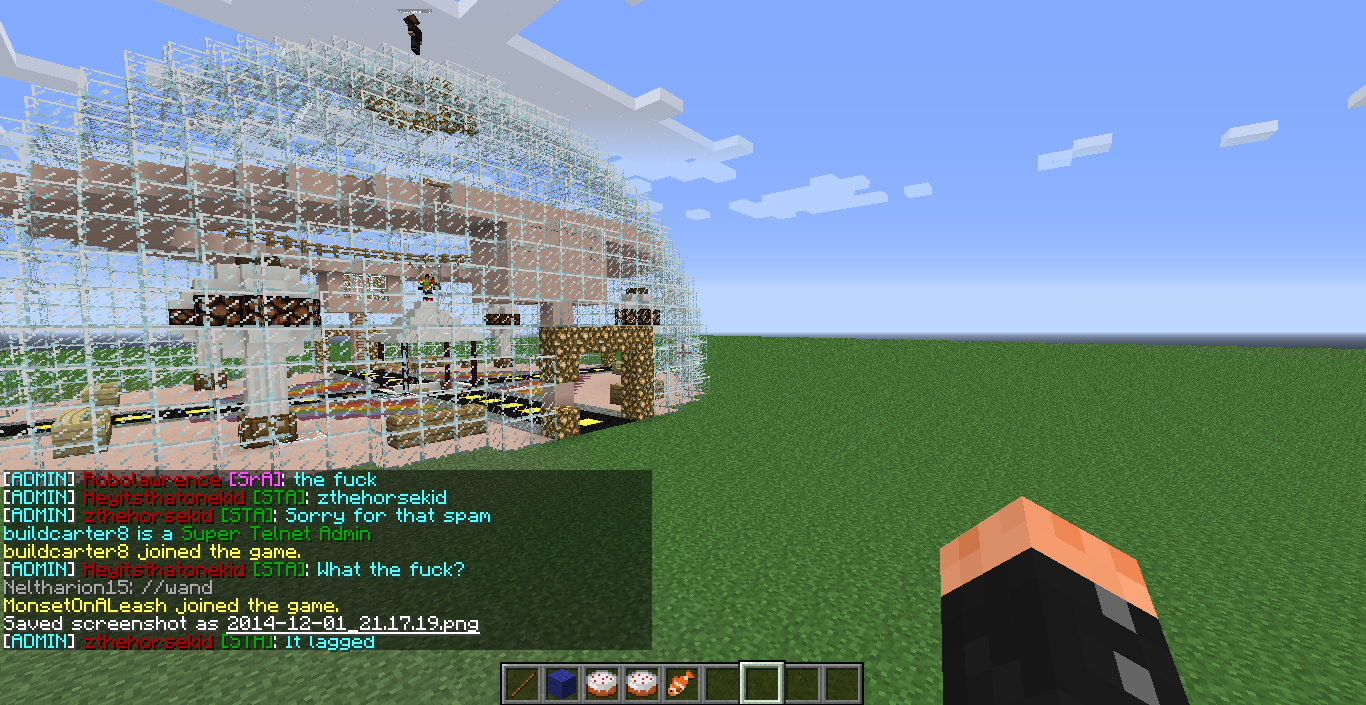 [ADMIN] Robolawrence [SrA]: the fuck
[ADMIN] Heyitsthatonekid [STA]: zthehorsekid
[ADMIN] zthehorsekid [STA]: Sorry for that spam
buildcarter8 is a Super Telnet Admin
buildcarter8 joined the game.
[ADMIN] Heyitsthatonekid [STA]: What the fuck?
Neltharion15: //wand
MonsetOnALeash joined the game.
Saved screenshot as 2014-12-01_21.17.19.png
[ADMIN] zthehorsekid [STA]: It lagged